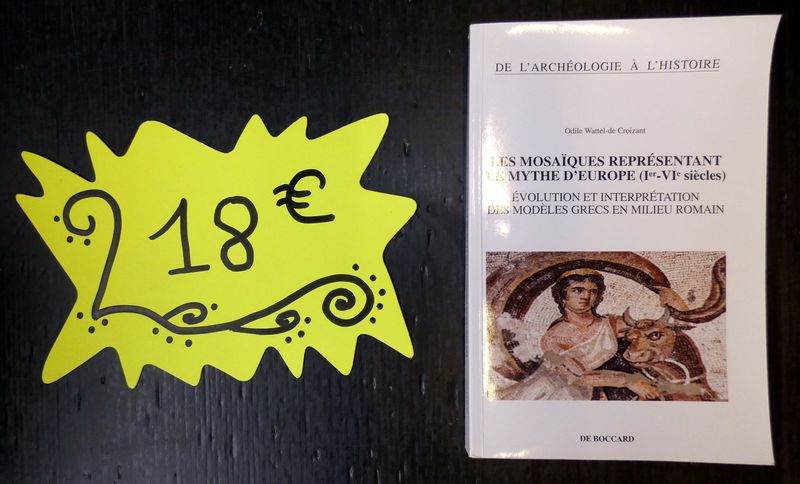 18 €
DE L'ARCHÉOLOGIE À L'HISTOIRE
Odile Wattel-de Croizant
LES MOSAÏQUES REPRÉSENTANT
LE MYTHE D'EUROPE (Ier-VIe siècles)
ÉVOLUTION ET INTERPRÉTATION
DES MODÈLES GRECS EN MILIEU ROMAIN
DE BOCCARD